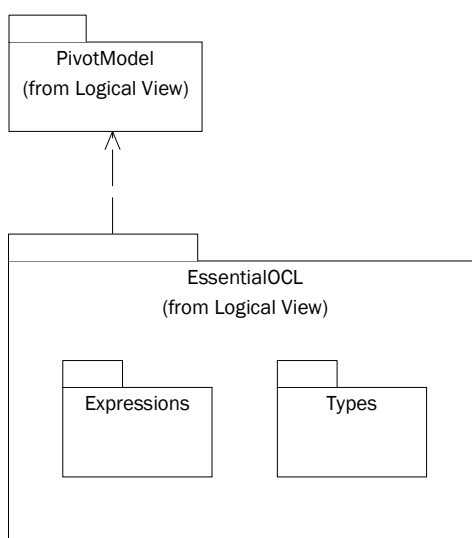 PivotModel
(from Logical View)
EssentialOCL
(from Logical View)
Expressions
Types